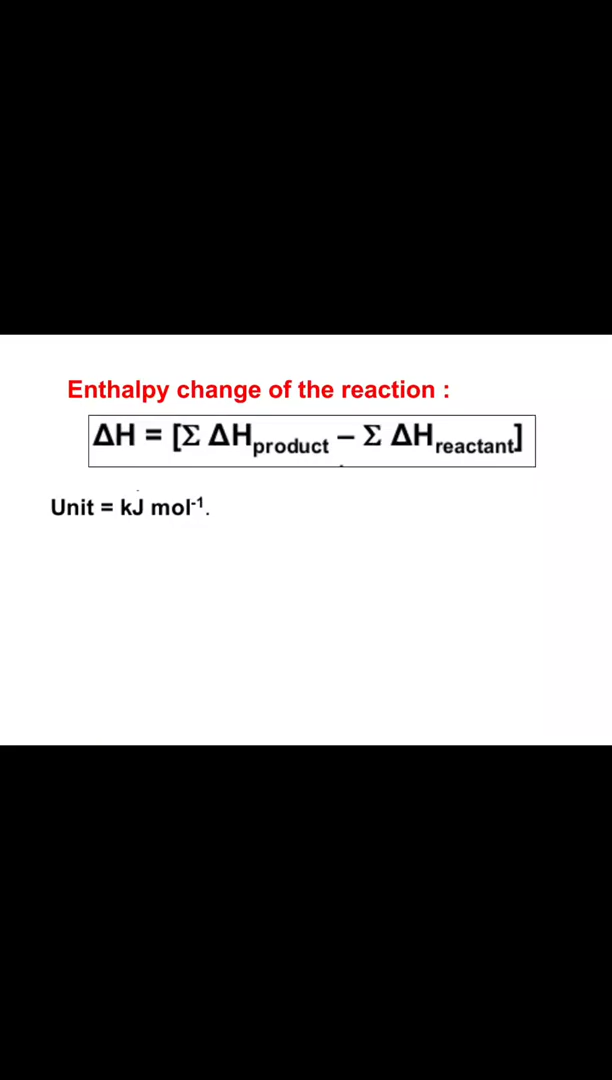 Enthalpy change of the reaction :
ΔH = [Σ ΔHproduct – Σ ΔHreactant]
Unit = kJ mol-1.